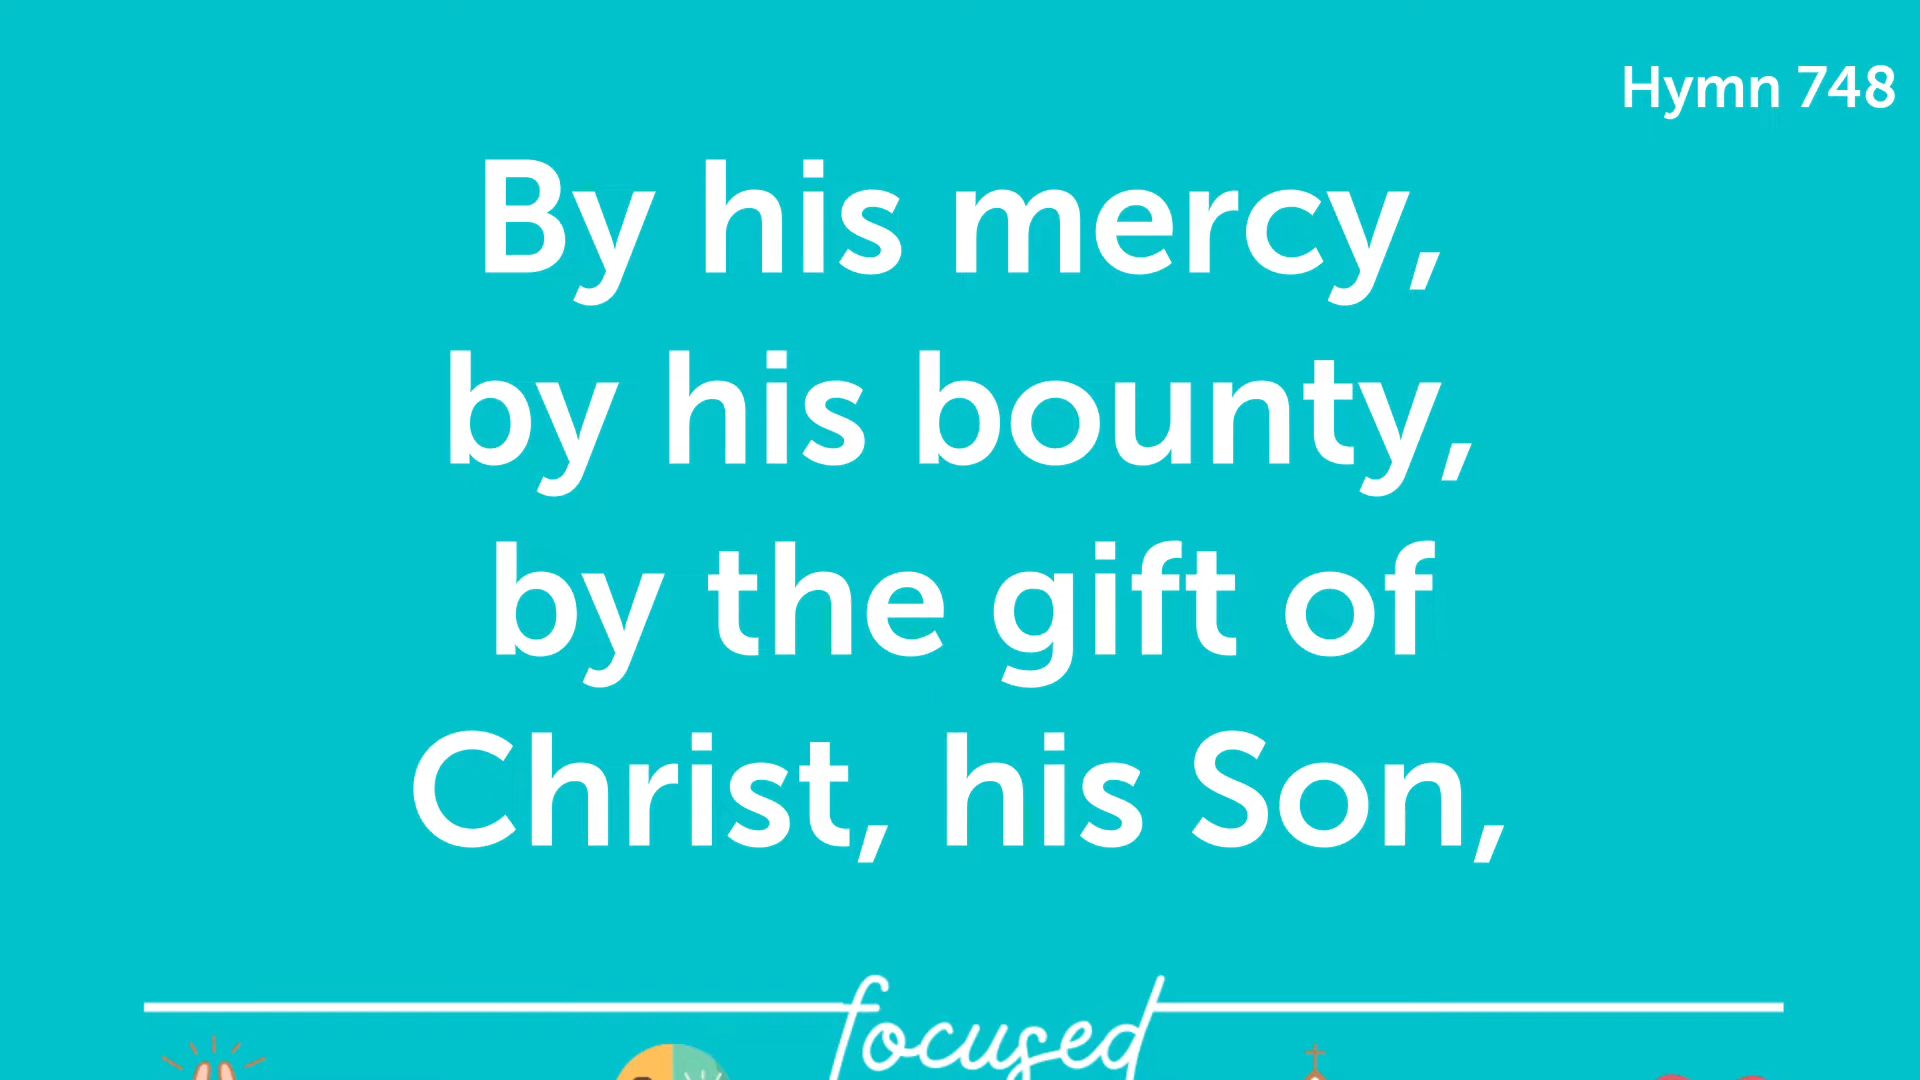 Hymn 748
By his mercy,
by his bounty,
by the gift of
Christ, his Son,
focused